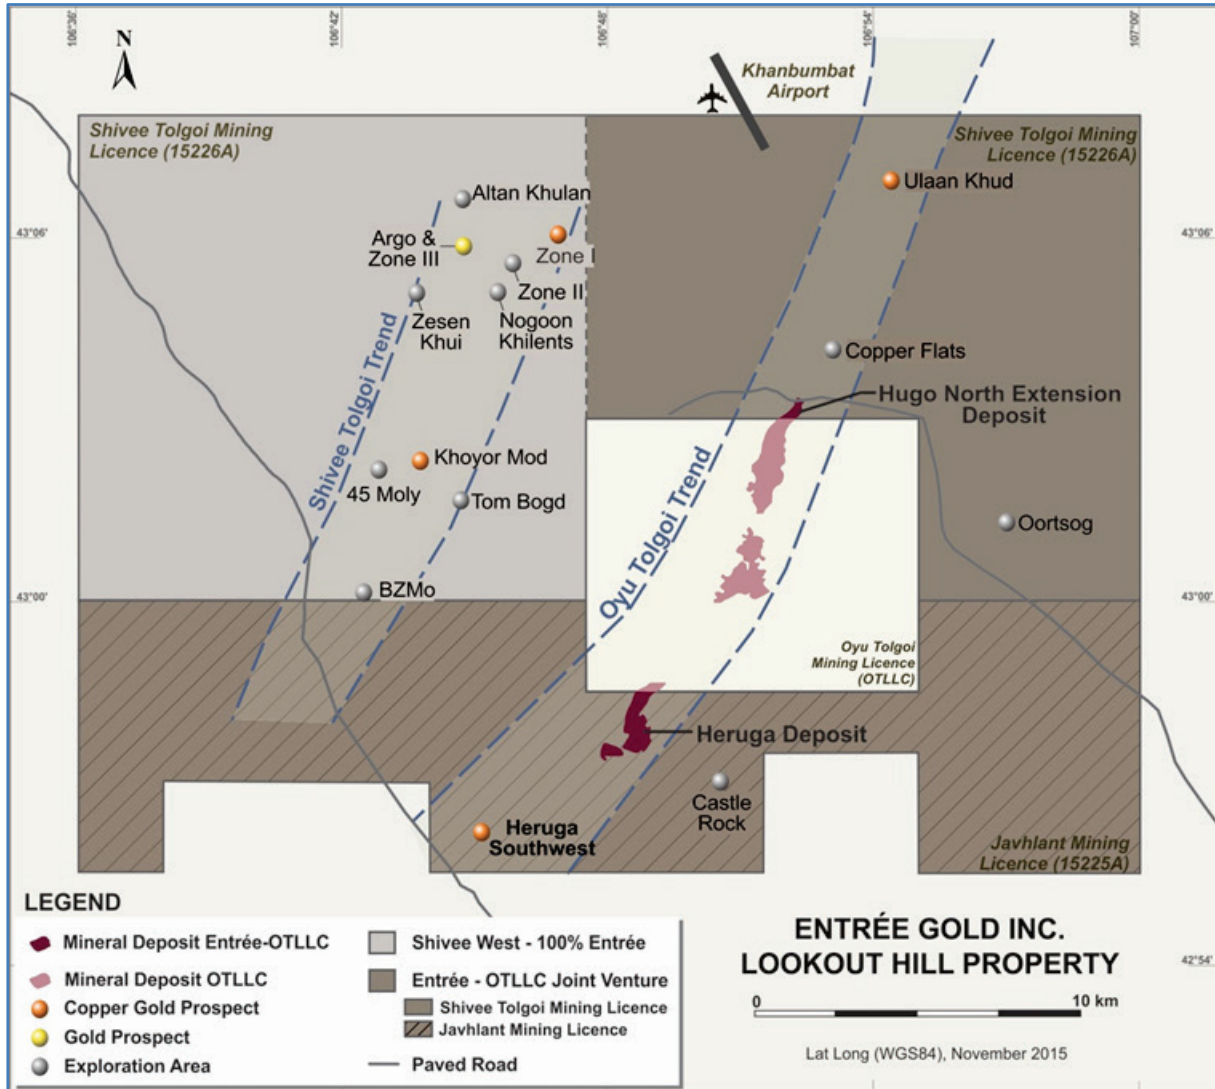 106°36'
106°42'
106°48'
106°54'
107°00'
N
Khanbumbat
Airport
Shivee Tolgoi Mining
Licence (15226A)
Shivee Tolgoi Mining
Licence (15226A)
Altan Khulan
Ulaan Khud
43°06'
43°06'
Argo &
Zone III
Zone I
Zone II
Zesen
Khui
Nogoon
Khilents
Copper Flats
Shivee Tolgoi Trend
Hugo North Extension
Deposit
Khoyor Mod
45 Moly
Tom Bogd
Oortsog
Oyu Tolgoi Trend
BZMo
43°00'
43°00'
Oyu Tolgoi
Mining Licence
(OTLLC)
Heruga Deposit
Castle
Rock
Heruga
Southwest
Javhlant Mining
Licence (15225A)
LEGEND
Mineral Deposit Entrée-OTLLC
Mineral Deposit OTLLC
Copper Gold Prospect
Gold Prospect
Exploration Area
Shivee West - 100% Entrée
Entrée - OTLLC Joint Venture
Shivee Tolgoi Mining Licence
Javhlant Mining Licence
Paved Road
ENTRÉE GOLD INC.
LOOKOUT HILL PROPERTY
42°54'
0
10 km
Lat Long (WGS84), November 2015